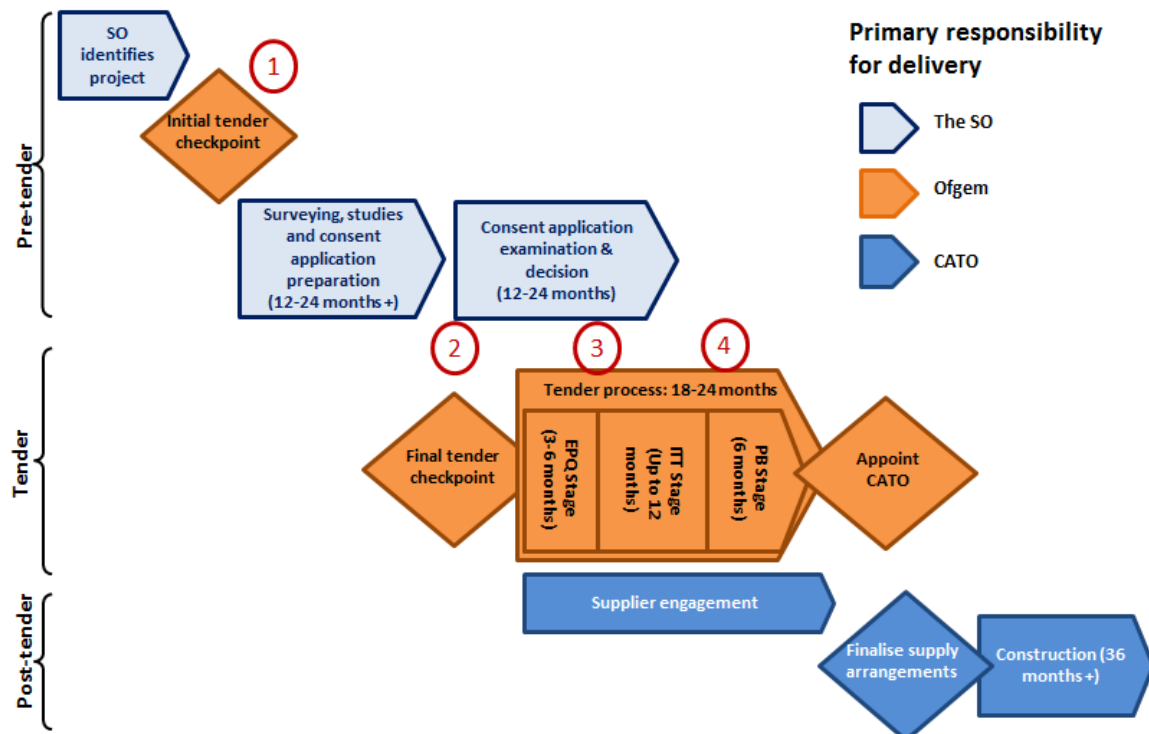 SO
identifies
project
1
Initial tender
checkpoint
Primary responsibility
for delivery
The SO
Ofgem
CATO
Pre-tender
Surveying, studies
and consent
application
preparation
(12-24 months +)
Consent application
examination &
decision
(12-24 months)
2
3
4
Tender
Final tender
checkpoint
Tender process: 18-24 months
EPQ Stage
(3-6 months)
ITT Stage
(Up to 12
months)
PB Stage
(6 months)
Appoint
CATO
Post-tender
Supplier engagement
Finalise supply
arrangements
Construction (36
months +)